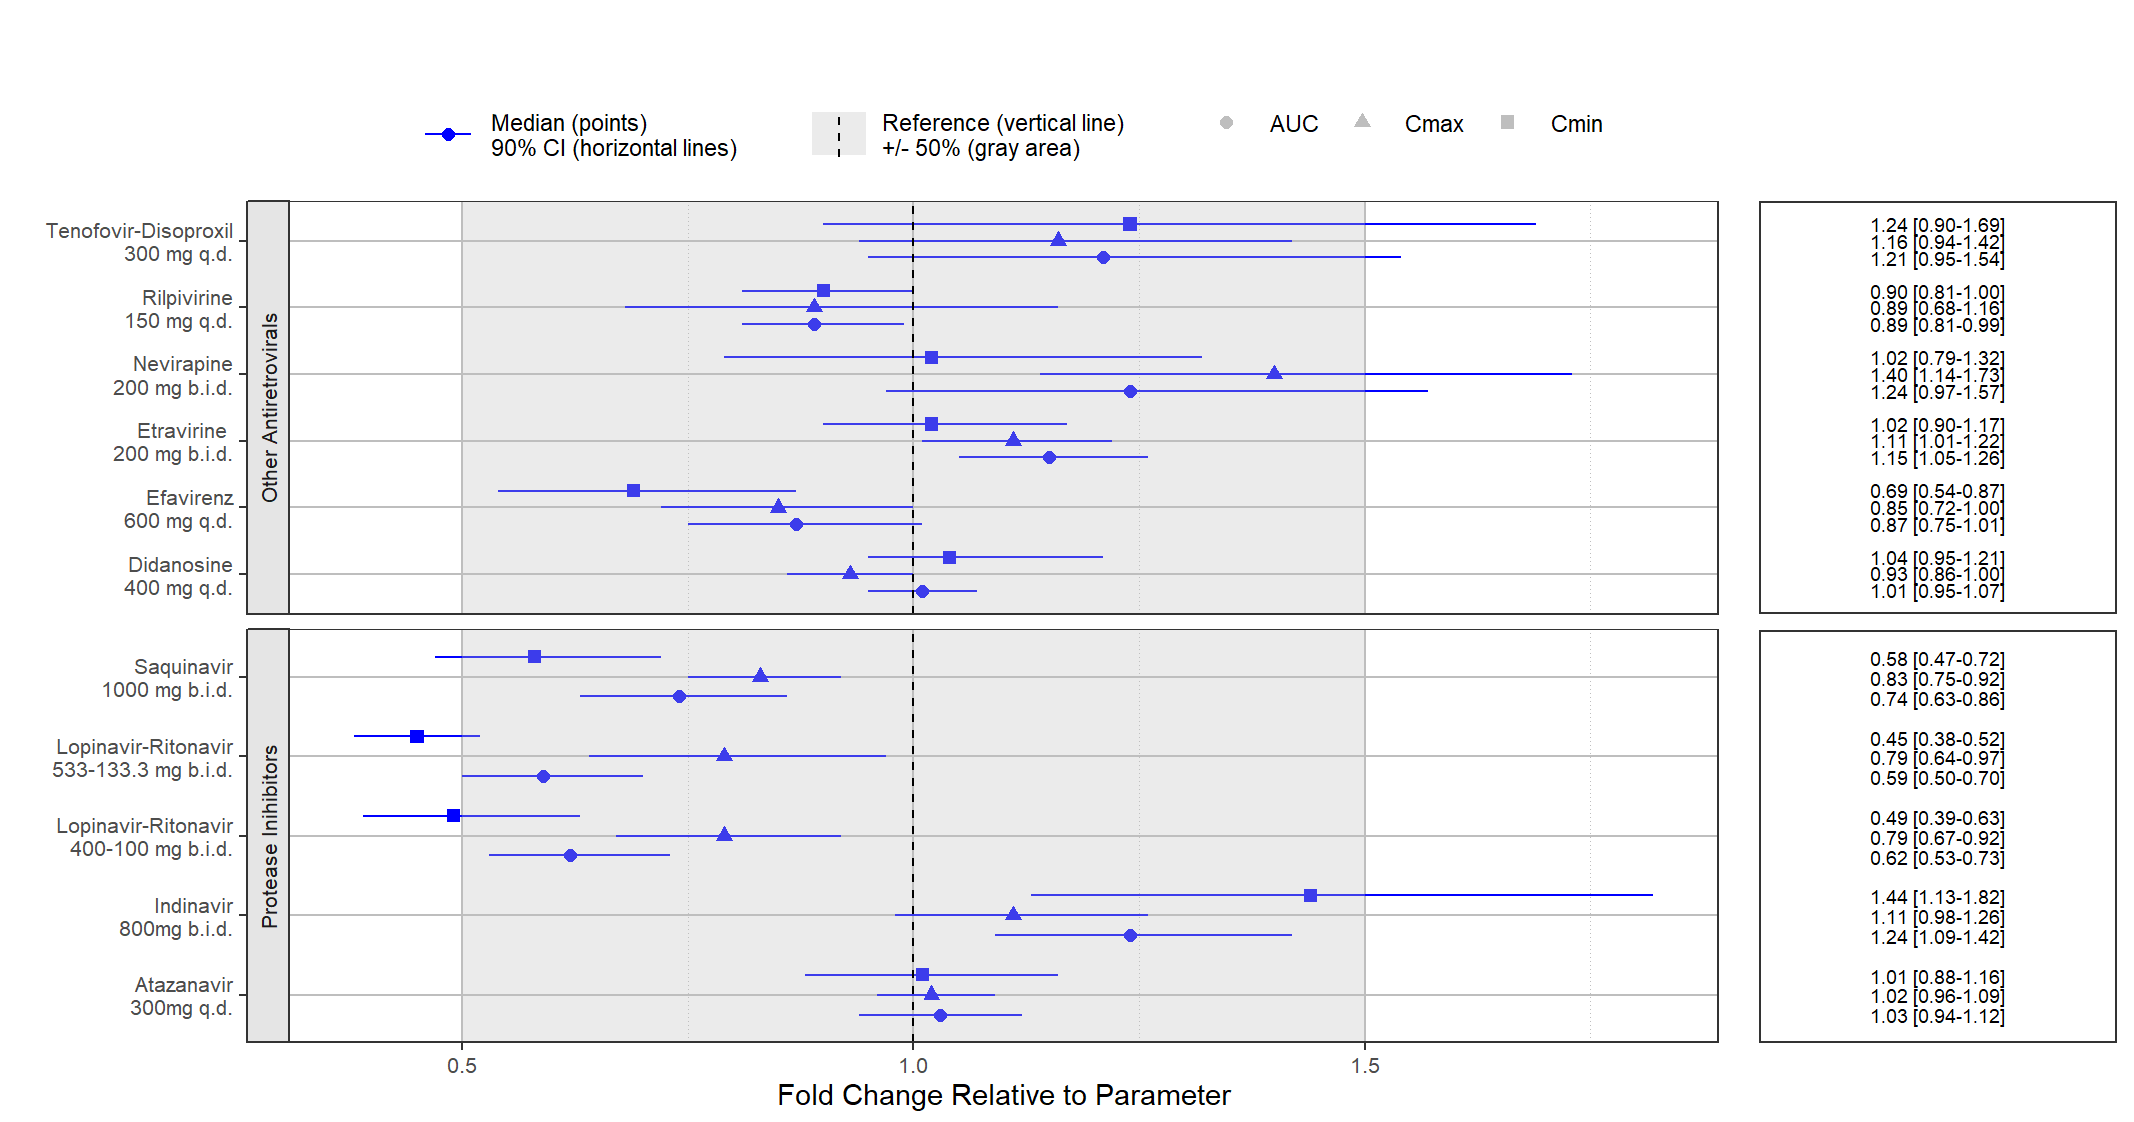 Median (points)
90% CI (horizontal lines)
Reference (vertical line)
+/- 50% (gray area)
AUC
Cmax
Cmin
Other Antiretrovirals
Tenofovir-Disoproxil
300 mg q.d.
1.24 [0.90-1.69]
1.16 [0.94-1.42]
1.21 [0.95-1.54]
Rilpivirine
150 mg q.d.
0.90 [0.81-1.00]
0.89 [0.68-1.16]
0.89 [0.81-0.99]
Nevirapine
200 mg b.i.d.
1.02 [0.79-1.32]
1.40 [1.14-1.73]
1.24 [0.97-1.57]
Etravirine
200 mg b.i.d.
1.02 [0.90-1.17]
1.11 [1.01-1.22]
1.15 [1.05-1.26]
Efavirenz
600 mg q.d.
0.69 [0.54-0.87]
0.85 [0.72-1.00]
0.87 [0.75-1.01]
Didanosine
400 mg q.d.
1.04 [0.95-1.21]
0.93 [0.86-1.00]
1.01 [0.95-1.07]
Protease Inihibitors
Saquinavir
1000 mg b.i.d.
0.58 [0.47-0.72]
0.83 [0.75-0.92]
0.74 [0.63-0.86]
Lopinavir-Ritonavir
533-133.3 mg b.i.d.
0.45 [0.38-0.52]
0.79 [0.64-0.97]
0.59 [0.50-0.70]
Lopinavir-Ritonavir
400-100 mg b.i.d.
0.49 [0.39-0.63]
0.79 [0.67-0.92]
0.62 [0.53-0.73]
Indinavir
800mg b.i.d.
1.44 [1.13-1.82]
1.11 [0.98-1.26]
1.24 [1.09-1.42]
Atazanavir
300mg q.d.
1.01 [0.88-1.16]
1.02 [0.96-1.09]
1.03 [0.94-1.12]
0.5
1.0
1.5
Fold Change Relative to Parameter